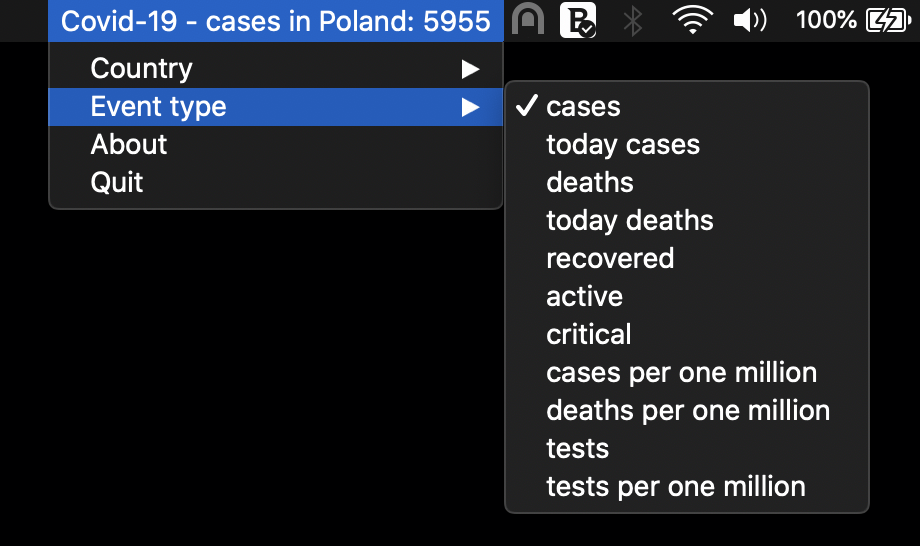 Covid-19 - cases in Poland: 5955
B
100%
Country
Event type
About
Quit
cases
today cases
deaths
today deaths
recovered
active
critical
cases per one million
deaths per one million
tests
tests per one million